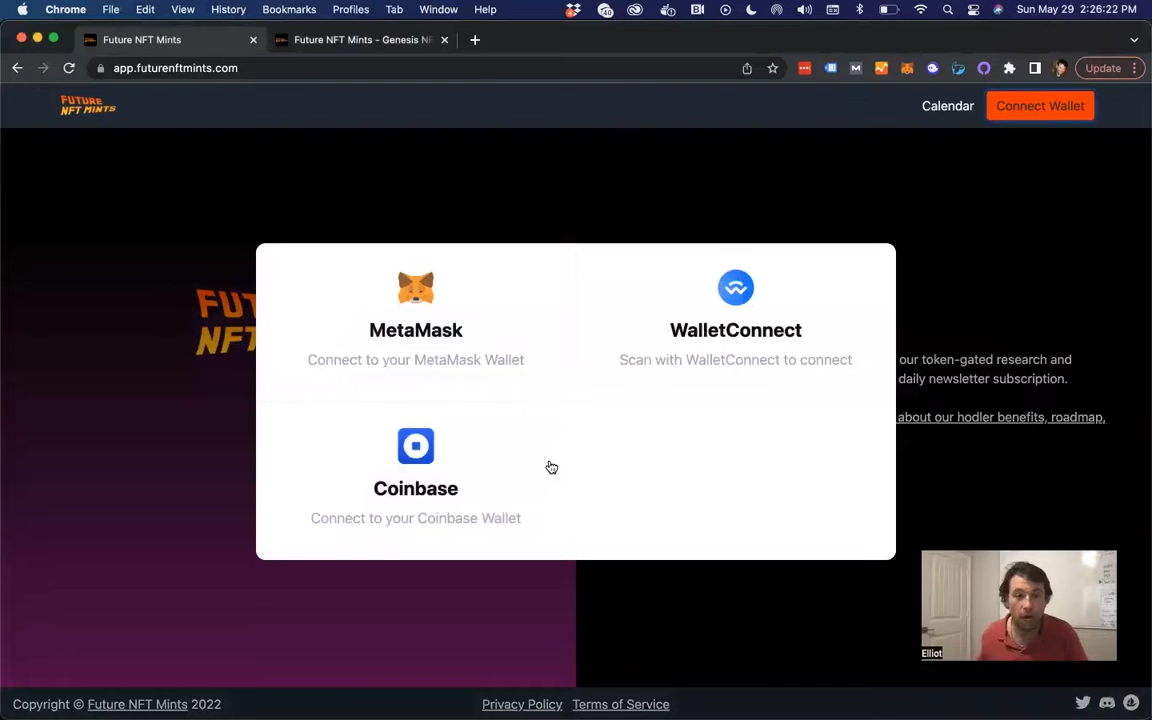 Chrome File Edit View History Bookmarks Profiles Tab Window Help Sun May 29 2:26:22 PM
Future NFT Mints Future NFT Mints - Genesis NF
app.futurenftmints.com Update
FUTURE
NFT MINTS
Calendar Connect Wallet
MetaMask WalletConnect
Connect to your MetaMask Wallet Scan with WalletConnect to connect
our token-gated research and
daily newsletter subscription.
about our hodler benefits, roadmap,
Coinbase
Connect to your Coinbase Wallet
Elliot
Copyright © Future NFT Mints 2022 Privacy Policy Terms of Service